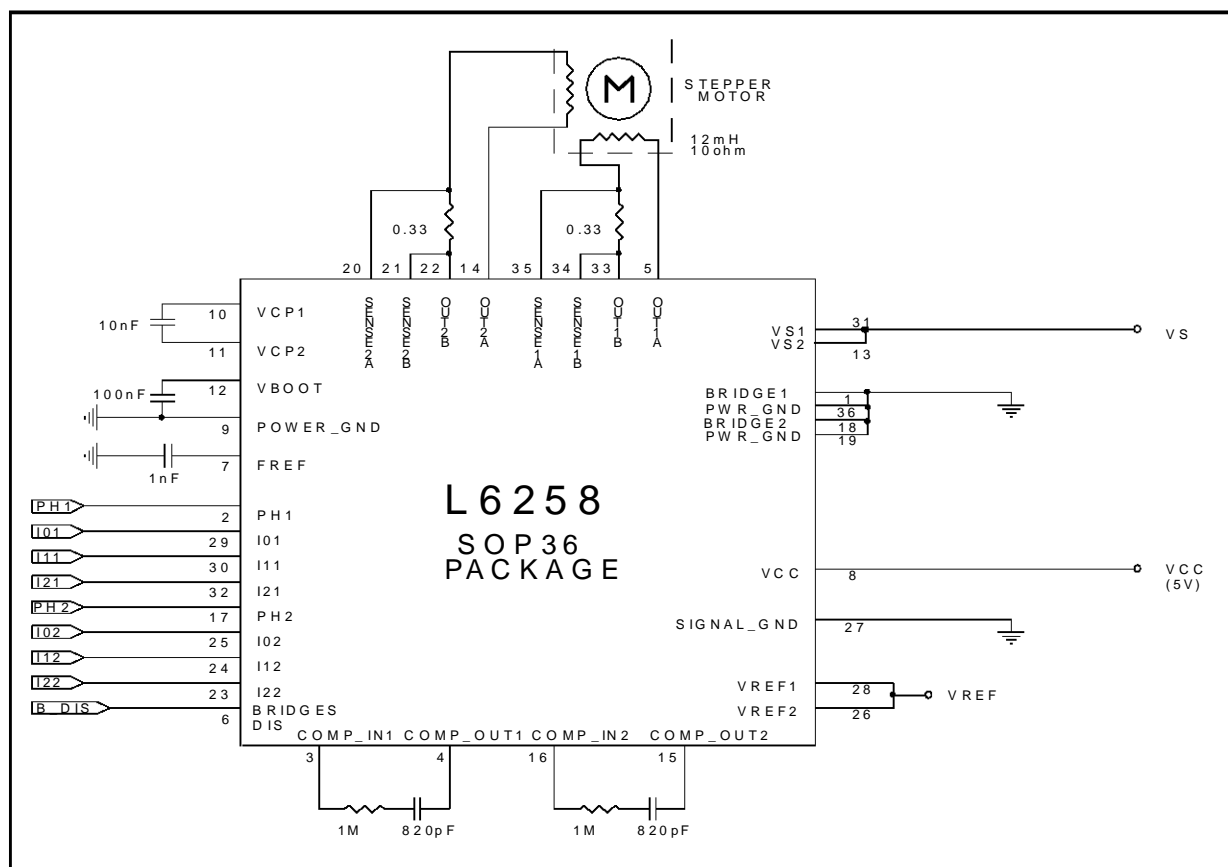 M
STEPPER
MOTOR
12mH
10ohm
0.33
0.33
20
21
22
14
35
34
33
5
SENSE2A
SENSE2B
OUT2B
OUT2A
SENSE1A
SENSE1B
OUT1B
OUT1A
10nF
10
VCP1
11
VCP2
100nF
12
VBOOT
9
POWER_GND
7
FREF
1nF
PH1
2
PH1
I01
29
I01
I11
30
I11
I21
32
I21
PH2
17
PH2
I02
25
I02
I12
24
I12
I22
23
I22
B_DIS
6
BRIDGES
DIS
L6258
SOP36
PACKAGE
VS1
31
VS2
13
VS
BRIDGE1
1
PWR_GND
36
BRIDGE2
18
PWR_GND
19
VCC
8
VCC
(5V)
SIGNAL_GND
27
VREF1
28
VREF
VREF2
26
COMP_IN1
COMP_OUT1
COMP_IN2
COMP_OUT2
3
4
16
15
1M
820pF
1M
820pF